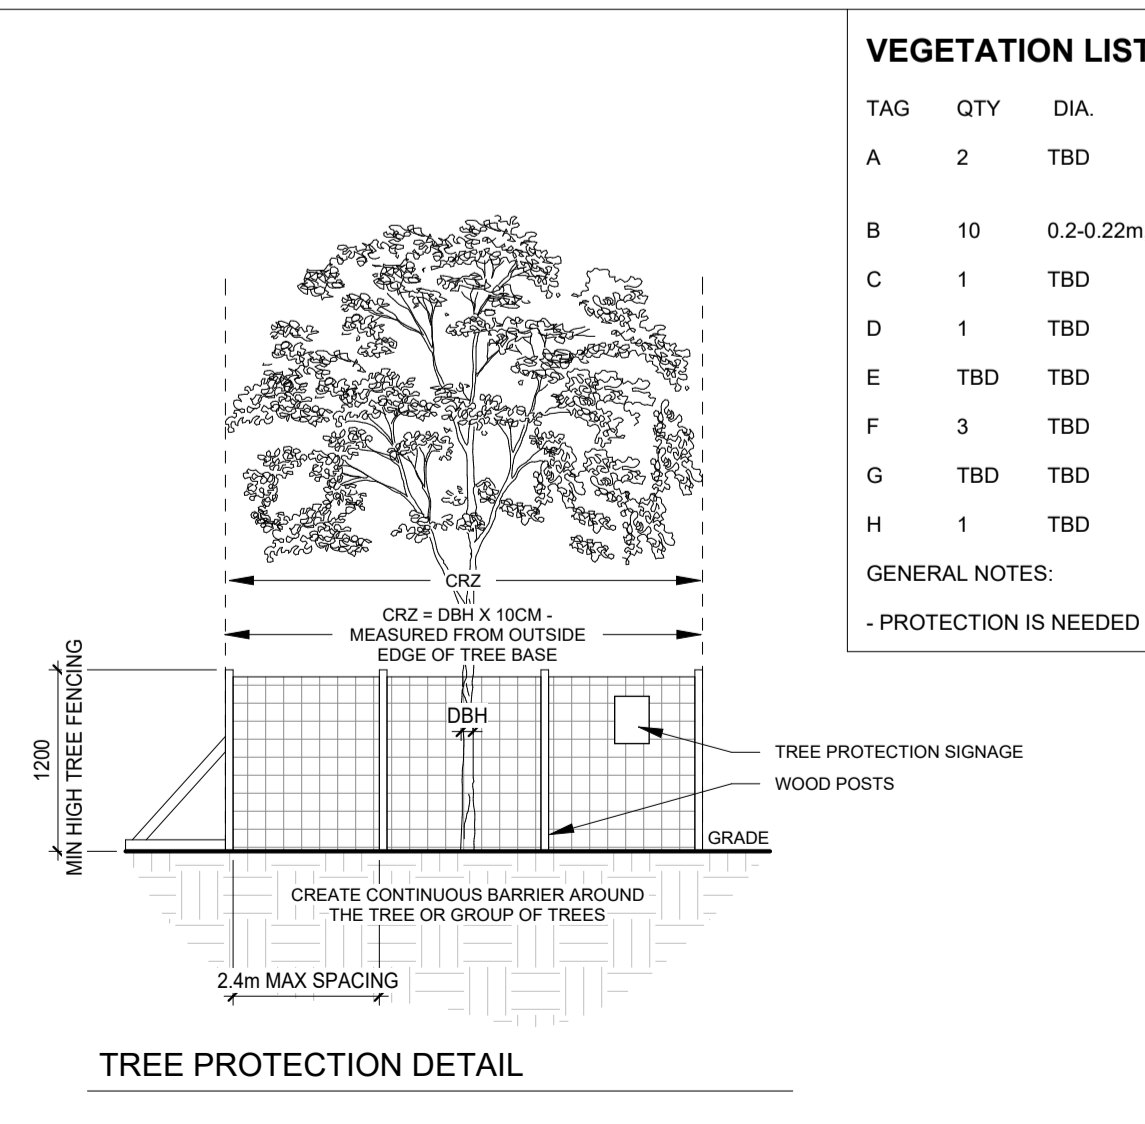 VEGETATION LIST
TAG QTY DIA.
A 2 TBD
B 10 0.2-0.22m
C 1 TBD
D 1 TBD
E TBD TBD
F 3 TBD
G TBD TBD
H 1 TBD
GENERAL NOTES:
- PROTECTION IS NEEDED
CRZ
CRZ = DBH X 10CM -
MEASURED FROM OUTSIDE
EDGE OF TREE BASE
1200
MIN HIGH TREE FENCING
DBH
TREE PROTECTION SIGNAGE
WOOD POSTS
GRADE
CREATE CONTINUOUS BARRIER AROUND
THE TREE OR GROUP OF TREES
2.4m MAX SPACING
TREE PROTECTION DETAIL